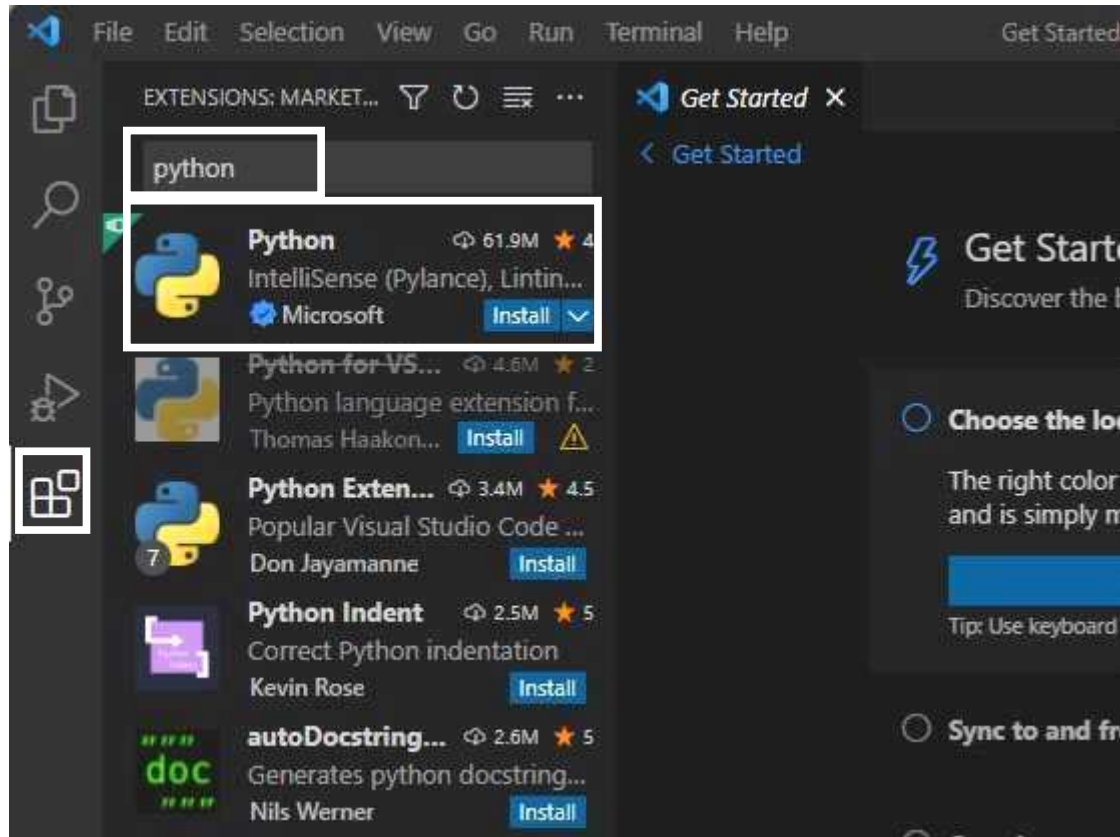 File Edit Selection View Go Run Terminal Help Get Started
EXTENSIONS: MARKET... ···
Get Started
Get Started
python
Python 61.9M 4
IntelliSense (Pylance), Lintin...
Microsoft Install
Python for VS... 4.6M 2
Python language extension f...
Thomas Haakon... Install
Python Exten... 3.4M 4.5
Popular Visual Studio Code ...
7 Don Jayamanne Install
Python Indent 2.5M 5
Correct Python indentation
Kevin Rose Install
autoDocstring... 2.6M 5
Generates python docstring...
doc
Nils Werner Install
Get Starte
Discover the b
Choose the loo
The right color
and is simply m
Tip: Use keyboard
Sync to and fro